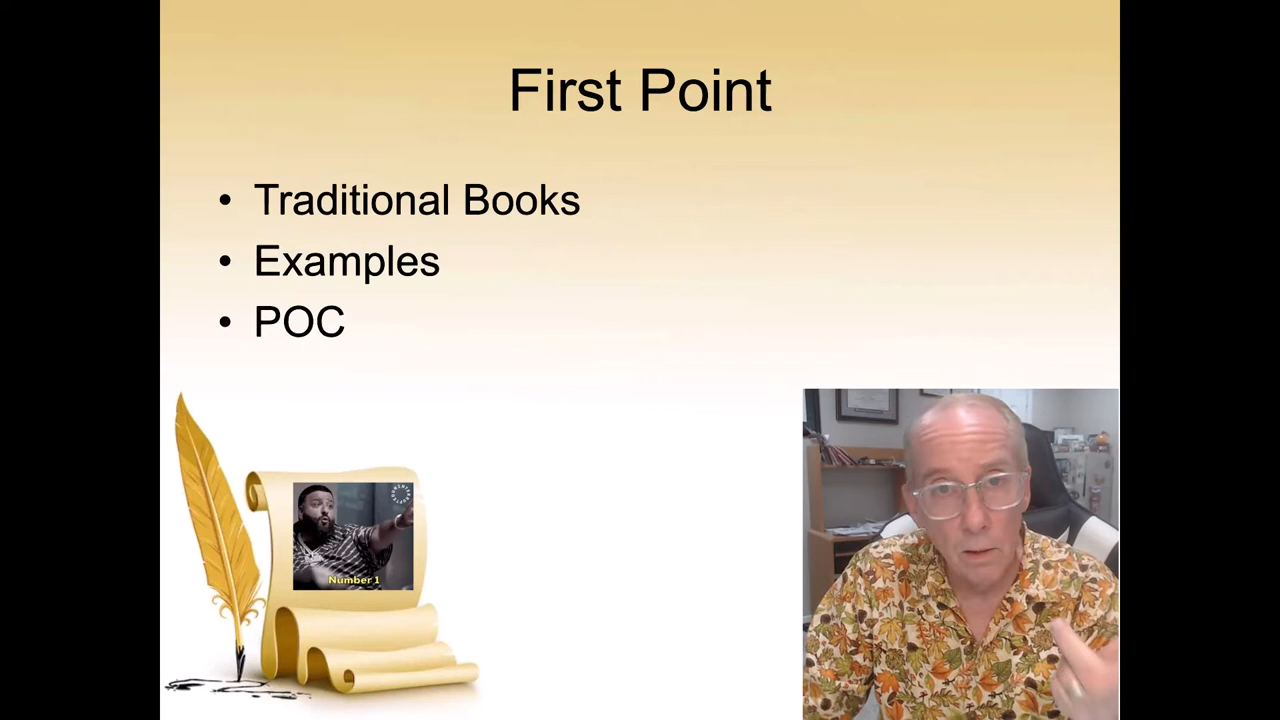 First Point
• Traditional Books
• Examples
• POC
Number 1